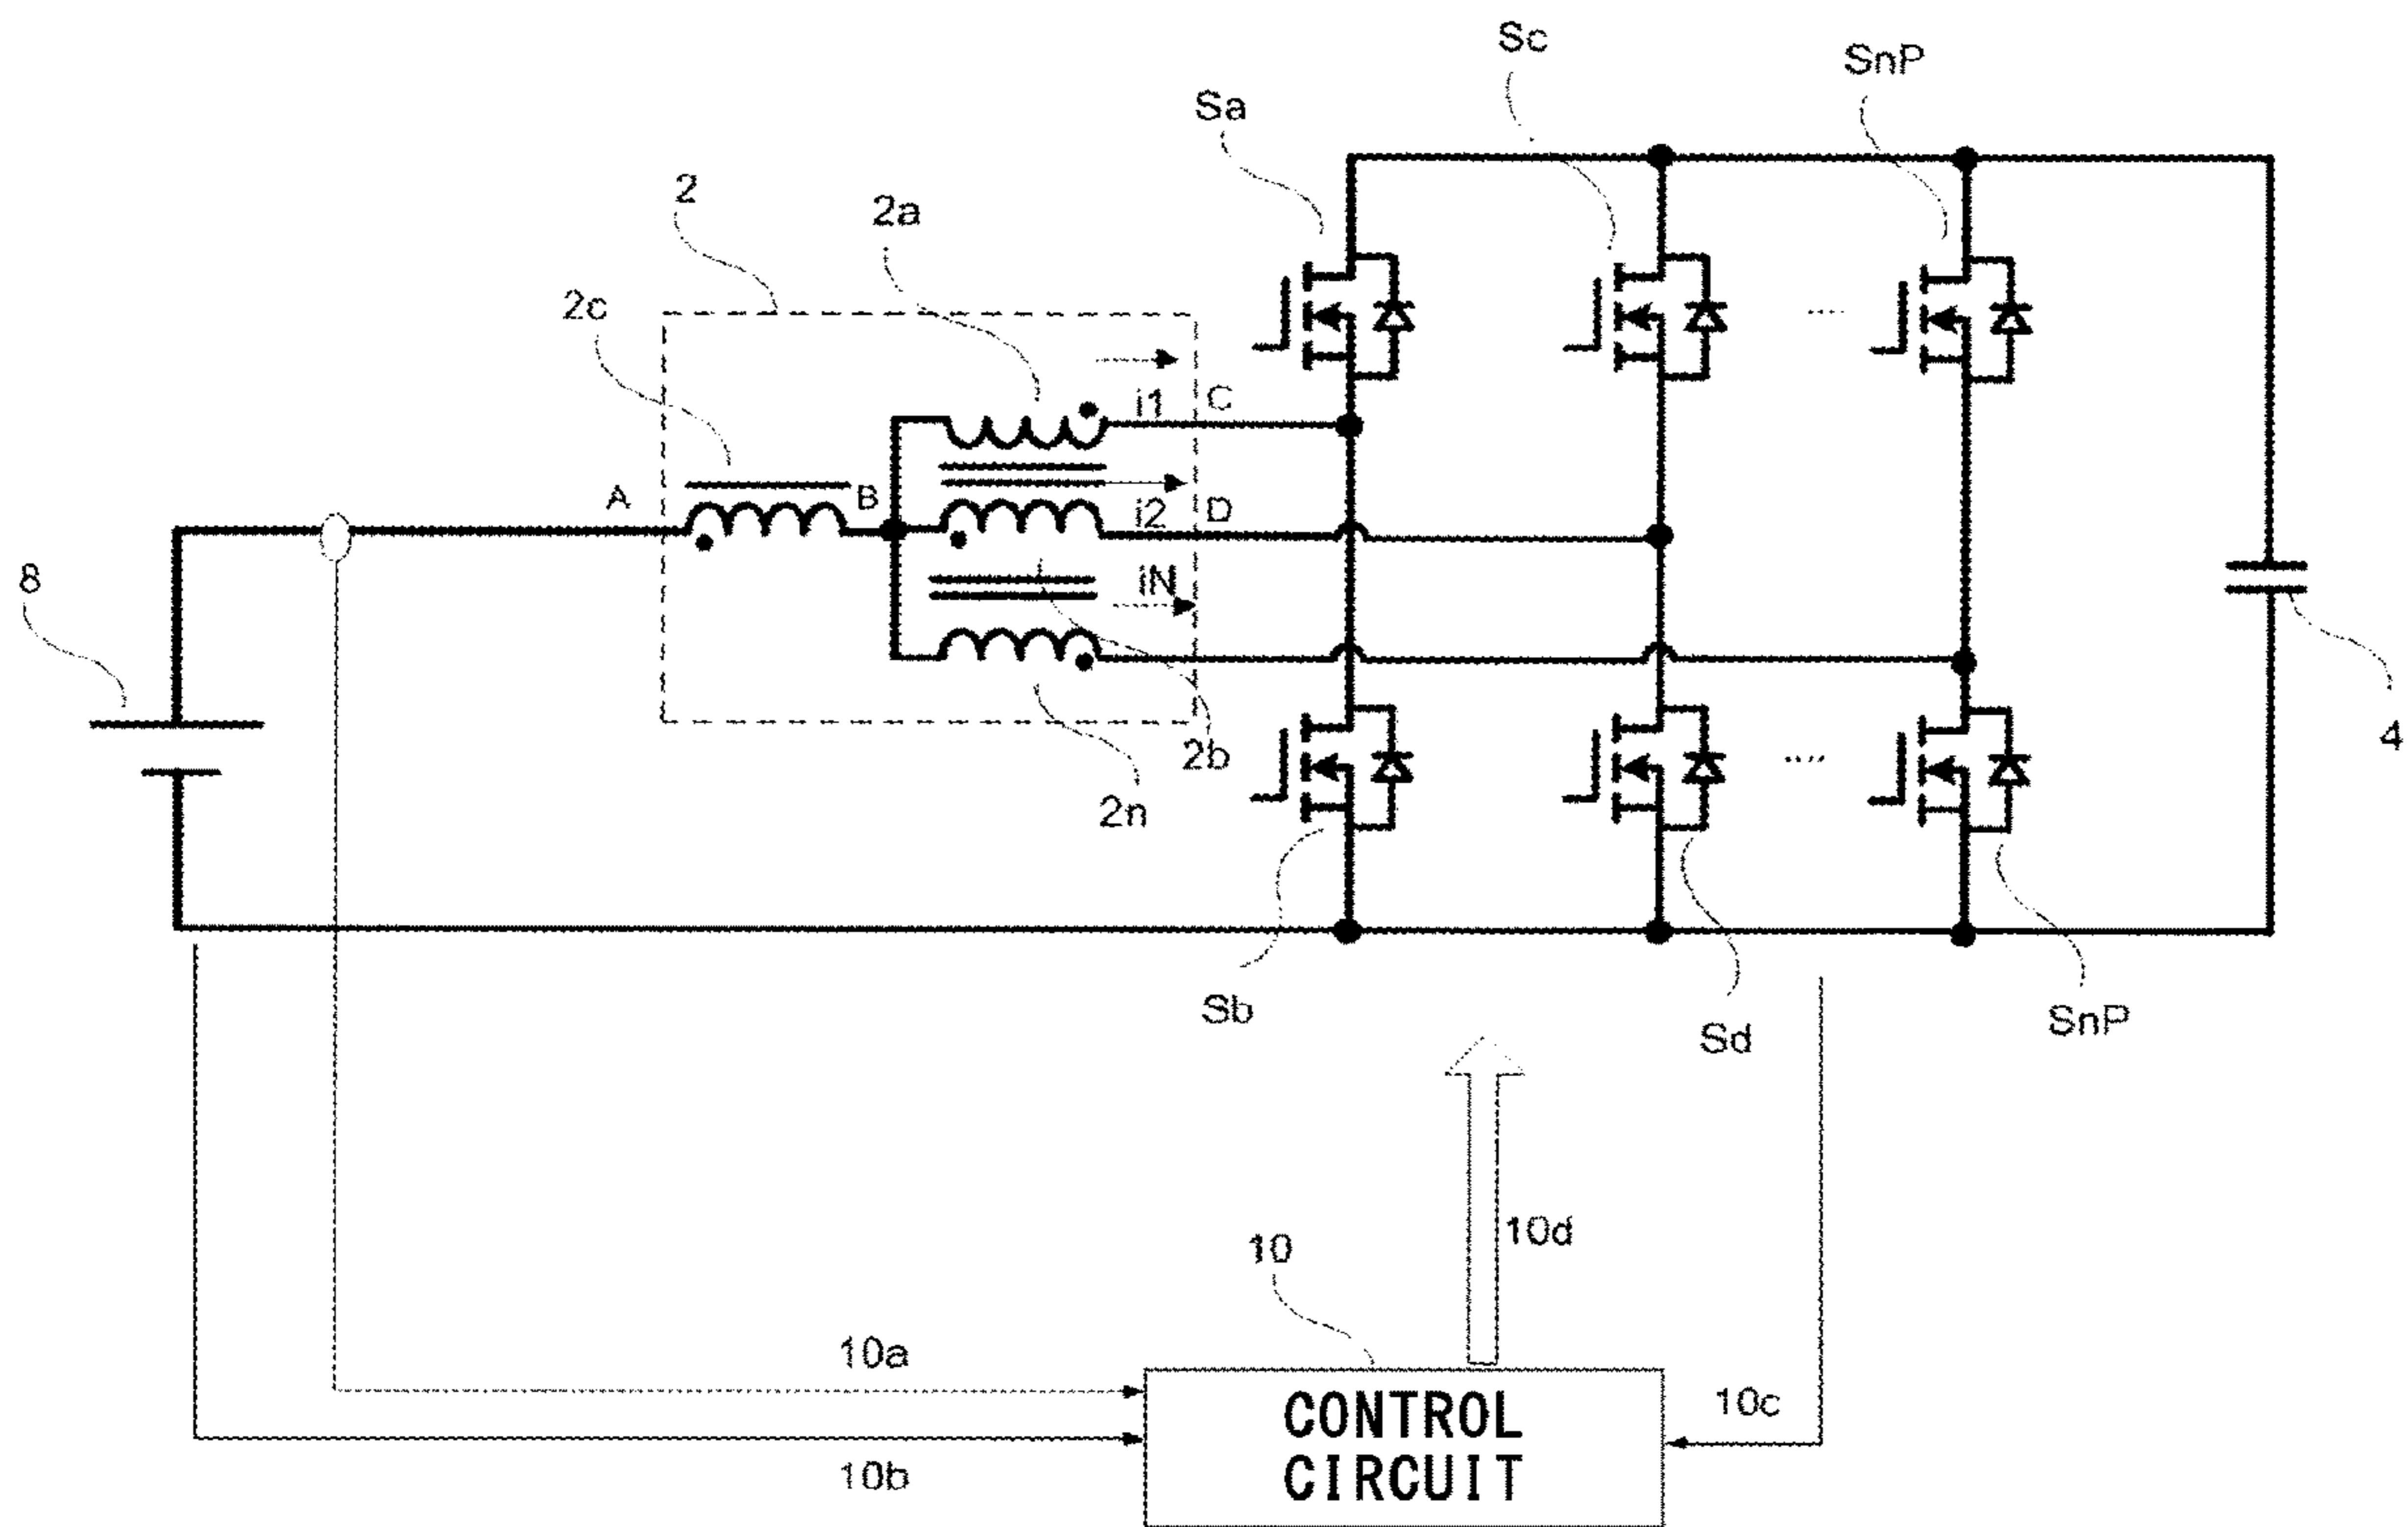 Sc
SnP
Sa
2
2a
2c
i1
C
A
B
i2
D
8
iN
4
2b
2n
Sb
Sd
SnP
10d
10
10a
10c
CONTROL
CIRCUIT
10b